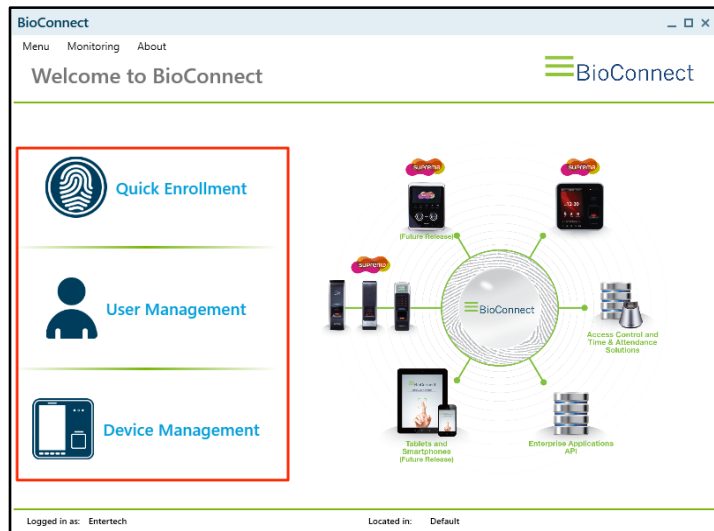 BioConnect
Menu Monitoring About
Welcome to BioConnect
BioConnect
Quick Enrollment
User Management
Device Management
suprema
(Future Release)
suprema
suprema
BioConnect
Access Control and
Time & Attendance
Solutions
Tablets and
Smartphones
(Future Release)
Enterprise Applications
API
Logged in as: Entertech
Located in: Default